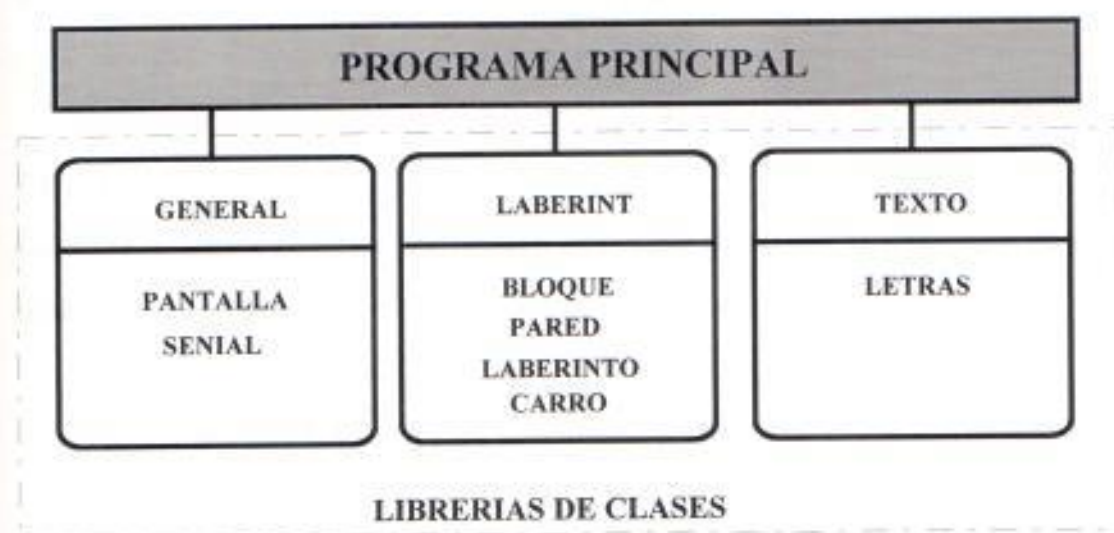 PROGRAMA PRINCIPAL
GENERAL
PANTALLA
SENIAL
LABERINT
BLOQUE
PARED
LABERINTO
CARRO
TEXTO
LETRAS
LIBRERIAS DE CLASES